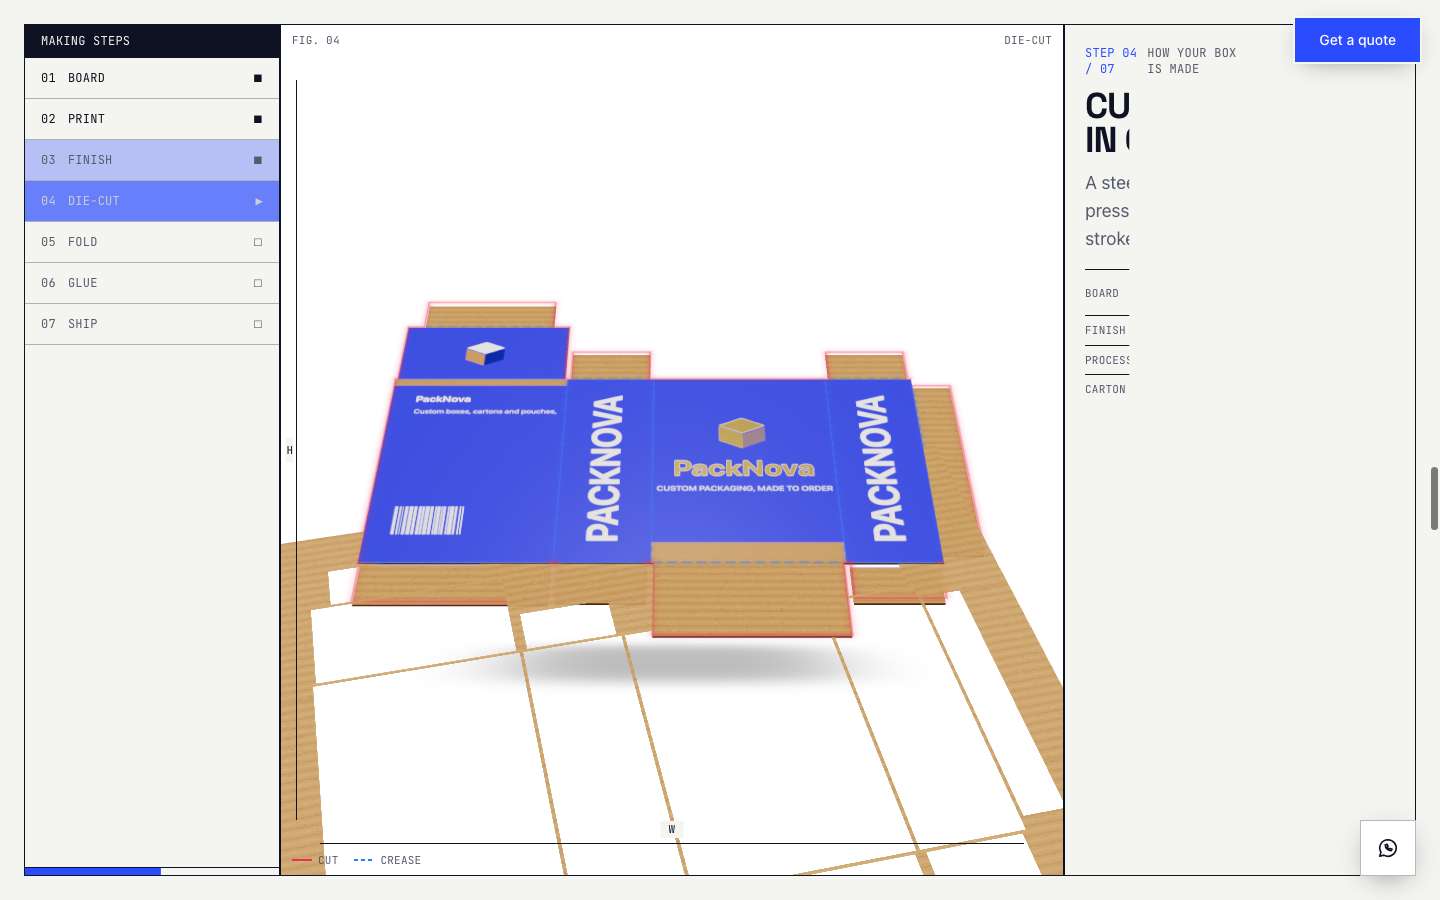 MAKING STEPS
01 BOARD
02 PRINT
03 FINISH
04 DIE-CUT
05 FOLD
06 GLUE
07 SHIP
FIG. 04
DIE-CUT
H
PackNova
Custom boxes, cartons and pouches,
PACKNOVA
PackNova
CUSTOM PACKAGING, MADE TO ORDER
PACKNOVA
W
CUT
CREASE
STEP 04 / 07
HOW YOUR BOX IS MADE
CU
IN
A stee
press
stroke
BOARD
FINISH
PROCESS
CARTON
Get a quote